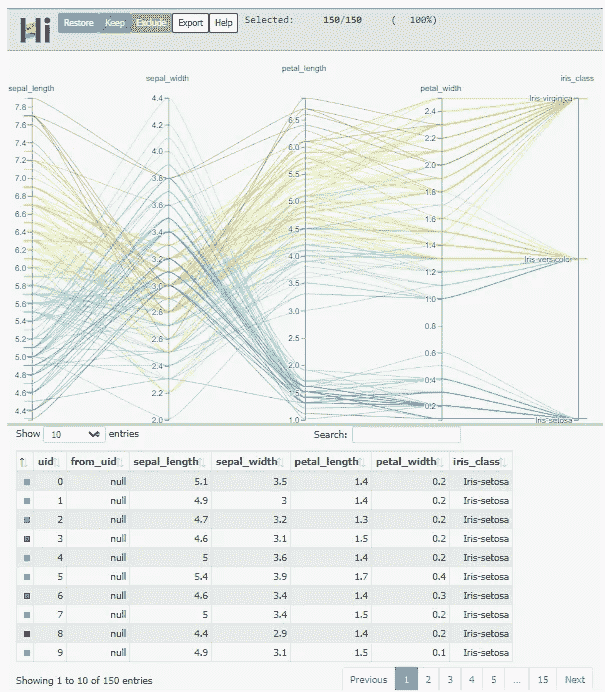 Hi Restore Keep Exclude Export Help Selected: 150/150 ( 100%)
petal_length
sepal_width iris_class
sepal_length petal_width
7.8 4.4 6.5 2.4 Iris-virginica
7.6 4.2 6.0 2.2
7.4 4.0 5.5 2.0
7.2 3.8 5.0 1.8
7.0 3.6 4.5 1.6
6.8 3.4 4.0 1.4 Iris-versicolor
6.6 3.2 3.5 1.2
6.4 3.0 3.0 1.0
6.2 2.8 2.0 0.8
6.0 2.6 1.5 0.6
5.8 2.4 1.0 0.4
5.6 2.2 0.2
5.4 2.0 Iris-setosa
5.2
5.0
4.8
4.6
4.4
Show 10 entries Search:
uid from_uid sepal_length sepal_width petal_length petal_width iris_class
0 null 5.1 3.5 1.4 0.2 Iris-setosa
1 null 4.9 3 1.4 0.2 Iris-setosa
2 null 4.7 3.2 1.3 0.2 Iris-setosa
3 null 4.6 3.1 1.5 0.2 Iris-setosa
4 null 5 3.6 1.4 0.2 Iris-setosa
5 null 5.4 3.9 1.7 0.4 Iris-setosa
6 null 4.6 3.4 1.4 0.3 Iris-setosa
7 null 5 3.4 1.5 0.2 Iris-setosa
8 null 4.4 2.9 1.4 0.2 Iris-setosa
9 null 4.9 3.1 1.5 0.1 Iris-setosa
Showing 1 to 10 of 150 entries Previous 1 2 3 4 5 ... 15 Next